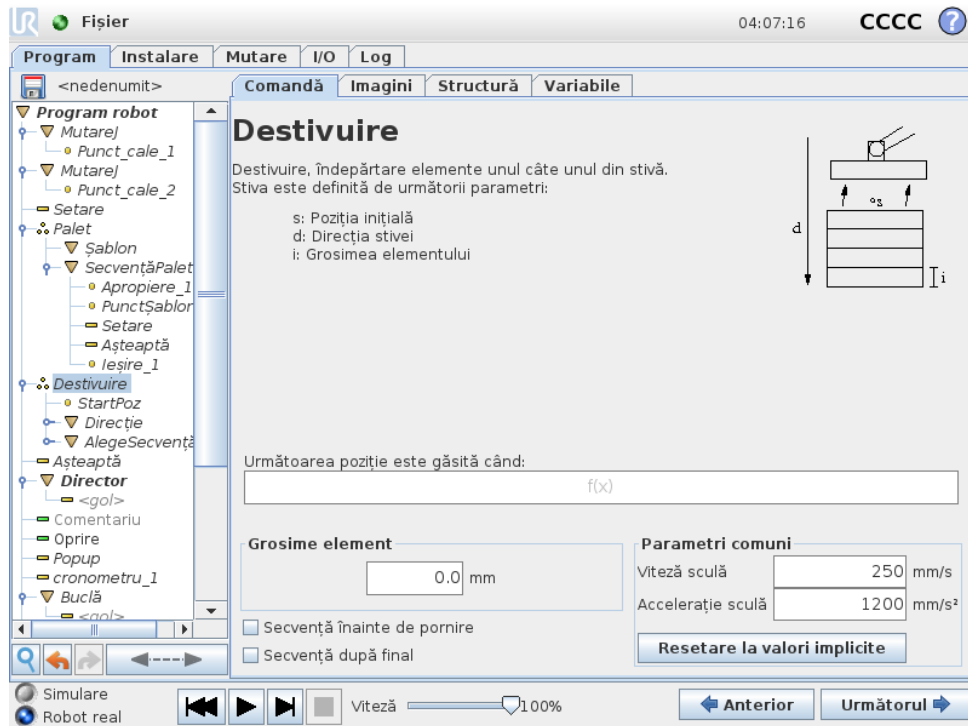 UR Fișier 04:07:16 CCCC ?
Program Instalare Mutare I/O Log
<nedenumit>
Comandă Imagini Structură Variabile
Program robot
MutareJ
Punct_cale_1
MutareJ
Punct_cale_2
Setare
Palet
Șablon
SecvențăPalet
Apropiere_1
PunctȘablon
Setare
Așteaptă
Ieșire_1
Destivuire
StartPoz
Direcție
AlegeSecvență
Așteaptă
Director
<gol>
Comentariu
Oprire
Popup
cronometru_1
Buclă
<gol>
Destivuire
Destivuire, îndepărtare elemente unul câte unul din stivă.
Stiva este definită de următorii parametri:
s: Poziția inițială
d: Direcția stivei
i: Grosimea elementului
s
d
i
Următoarea poziție este găsită când:
f(x)
Grosime element
0.0 mm
Secvență înainte de pornire
Secvență după final
Parametri comuni
Viteză sculă 250 mm/s
Accelerație sculă 1200 mm/s²
Resetare la valori implicite
Simulare
Robot real
Viteză 100%
Anterior Următorul